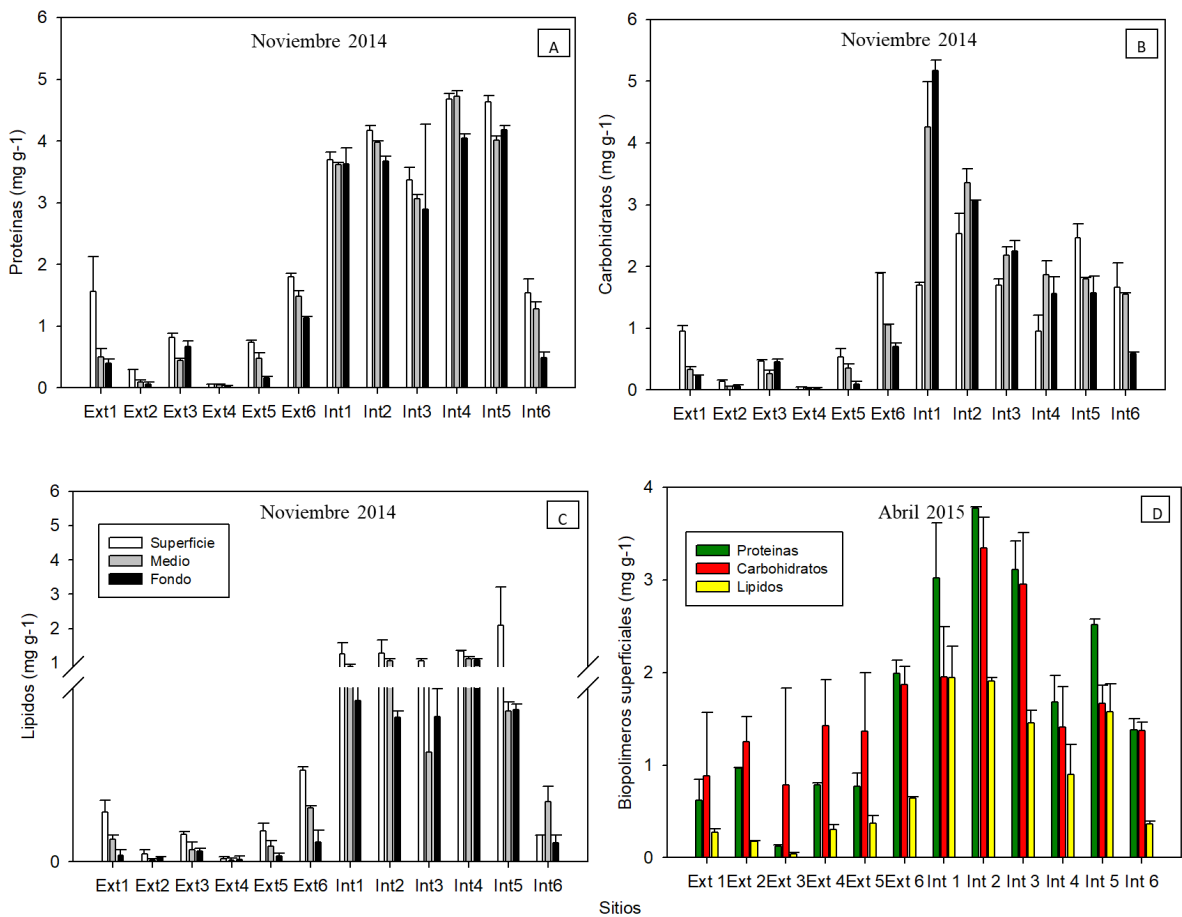 Noviembre 2014
A
Proteínas (mg g-1)
6
5
4
3
2
1
0
Ext1 Ext2 Ext3 Ext4 Ext5 Ext6 Int1 Int2 Int3 Int4 Int5 Int6
Noviembre 2014
B
Carbohidratos (mg g-1)
6
5
4
3
2
1
0
Ext1 Ext2 Ext3 Ext4 Ext5 Ext6 Int1 Int2 Int3 Int4 Int5 Int6
Noviembre 2014
C
Superficie
Medio
Fondo
Lipidos (mg g-1)
6
5
4
3
2
1
0
Ext1 Ext2 Ext3 Ext4 Ext5 Ext6 Int1 Int2 Int3 Int4 Int5 Int6
Abril 2015
D
Proteinas
Carbohidratos
Lipidos
Biopolimeros superficiales (mg g-1)
4
3
2
1
0
Ext 1 Ext 2 Ext 3 Ext 4 Ext 5 Ext 6 Int 1 Int 2 Int 3 Int 4 Int 5 Int 6
Sitios